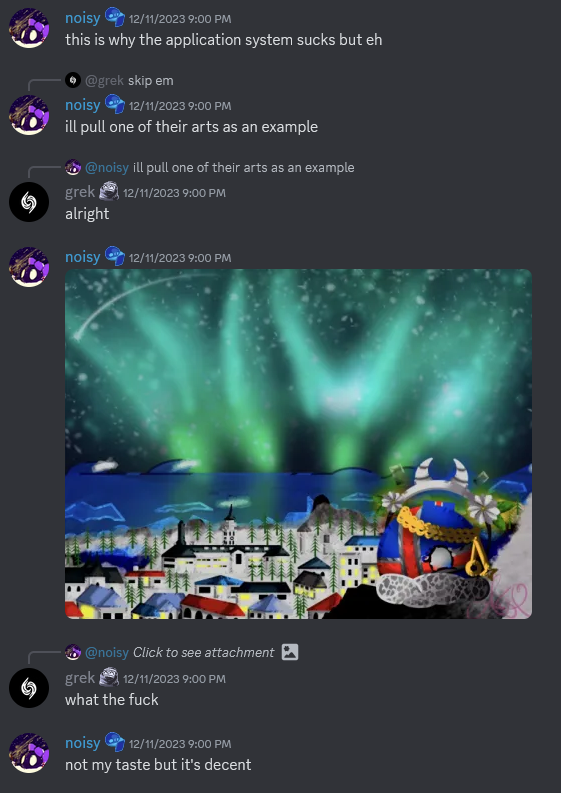 noisy 12/11/2023 9:00 PM
this is why the application system sucks but eh
@grek skip em
noisy 12/11/2023 9:00 PM
ill pull one of their arts as an example
@noisy ill pull one of their arts as an example
grek 12/11/2023 9:00 PM
alright
noisy 12/11/2023 9:00 PM
@noisy Click to see attachment
grek 12/11/2023 9:00 PM
what the fuck
noisy 12/11/2023 9:00 PM
not my taste but it's decent